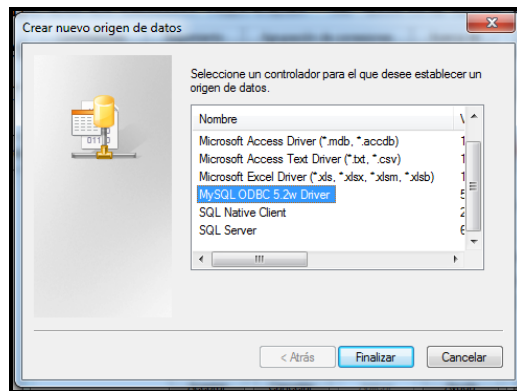 Crear nuevo origen de datos
Seleccione un controlador para el que desee establecer un
origen de datos.
Nombre
Microsoft Access Driver (*.mdb, *.accdb)
Microsoft Access Text Driver (*.txt, *.csv)
Microsoft Excel Driver (*.xls, *.xlsx, *.xlsm, *.xlsb)
MySQL ODBC 5.2w Driver
SQL Native Client
SQL Server
< Atrás
Finalizar
Cancelar